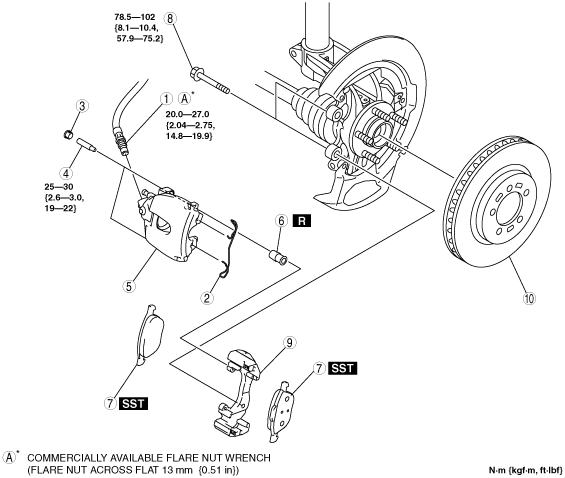 78.5—102
{8.1—10.4,
57.9—75.2}
8
3
1 A*
20.0—27.0
{2.04—2.75,
14.8—19.9}
4
25—30
{2.6—3.0,
19—22}
6 R
5
2
10
9
7 SST
7 SST
A* COMMERCIALLY AVAILABLE FLARE NUT WRENCH
(FLARE NUT ACROSS FLAT 13 mm {0.51 in})
N·m {kgf·m, ft·lbf}